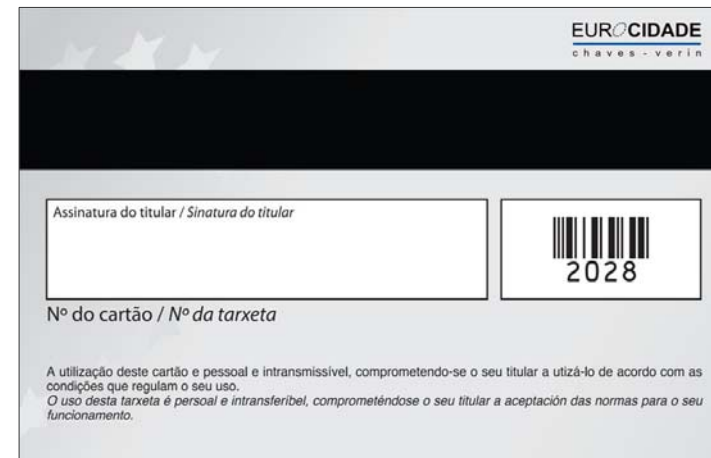 EUROCIDADE
chaves - verin
Assinatura do titular / Sinatura do titular
2028
Nº do cartão / Nº da tarxeta
A utilização deste cartão e pessoal e intransmissível, comprometendo-se o seu titular a utizá-lo de acordo com as
condições que regulam o seu uso.
O uso desta tarxeta é persoal e intransferibel, comprometéndose o seu titular a aceptación das normas para o seu
funcionamento.